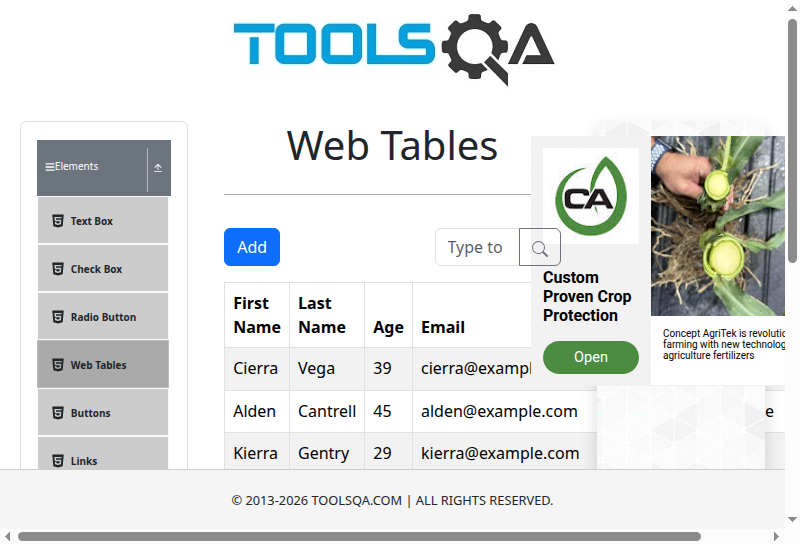 TOOLSQA
Elements
Text Box
Check Box
Radio Button
Web Tables
Buttons
Links
Web Tables
Add
Type to
First Name
Last Name
Age
Email
Cierra Vega 39 cierra@exampl
Alden Cantrell 45 alden@example.com e
Kierra Gentry 29 kierra@example.com
CA
Custom
Proven Crop
Protection
Open
Concept AgriTek is revolutio
farming with new technolog
agriculture fertilizers
© 2013-2026 TOOLSQA.COM | ALL RIGHTS RESERVED.